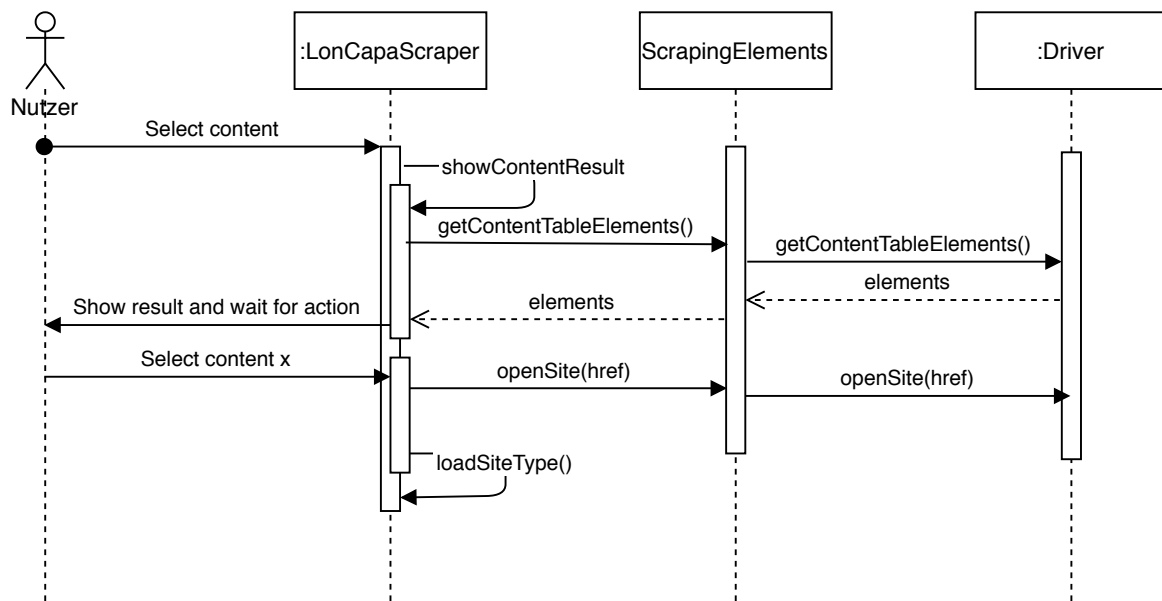 :LonCapaScraper
ScrapingElements
:Driver
Nutzer
Select content
showContentResult
getContentTableElements()
getContentTableElements()
elements
elements
Show result and wait for action
Select content x
openSite(href)
openSite(href)
loadSiteType()